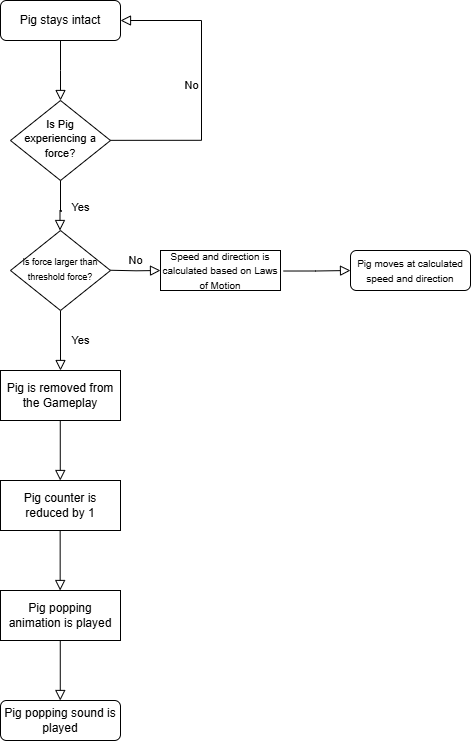 Pig stays intact
No
Is Pig
experiencing a
force?
Yes
Is force larger than
threshold force?
No
Speed and direction is
calculated based on Laws
of Motion
Pig moves at calculated
speed and direction
Yes
Pig is removed from
the Gameplay
Pig counter is
reduced by 1
Pig popping
animation is played
Pig popping sound is
played